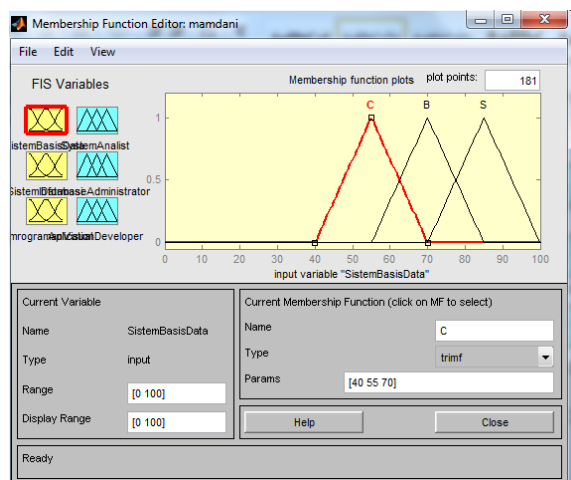 Membership Function Editor: mamdani
File Edit View
FIS Variables
Membership function plots plot points: 181
C B S
1
0.5
0
0 10 20 30 40 50 60 70 80 90 100
input variable "SistemBasisData"
Current Variable
Name SistemBasisData
Type input
Range [0 100]
Display Range [0 100]
Current Membership Function (click on MF to select)
Name C
Type trimf
Params [40 55 70]
Help Close
Ready